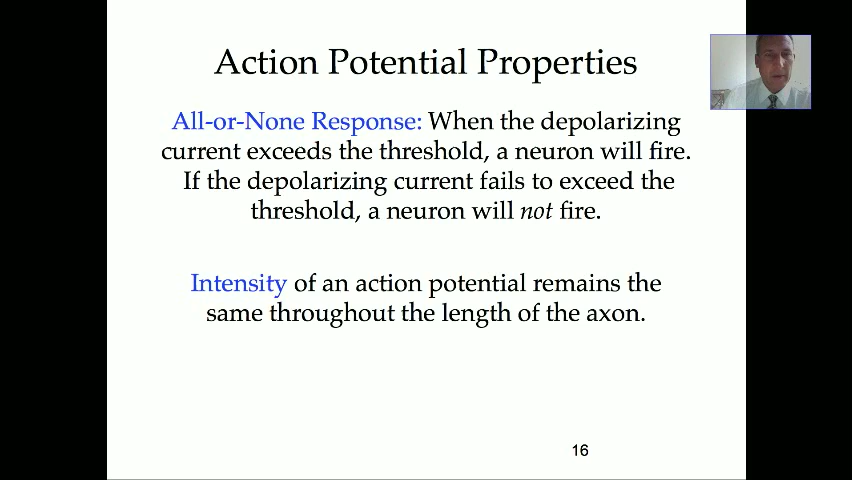 Action Potential Properties
All-or-None Response: When the depolarizing
current exceeds the threshold, a neuron will fire.
If the depolarizing current fails to exceed the
threshold, a neuron will not fire.
Intensity of an action potential remains the
same throughout the length of the axon.
16